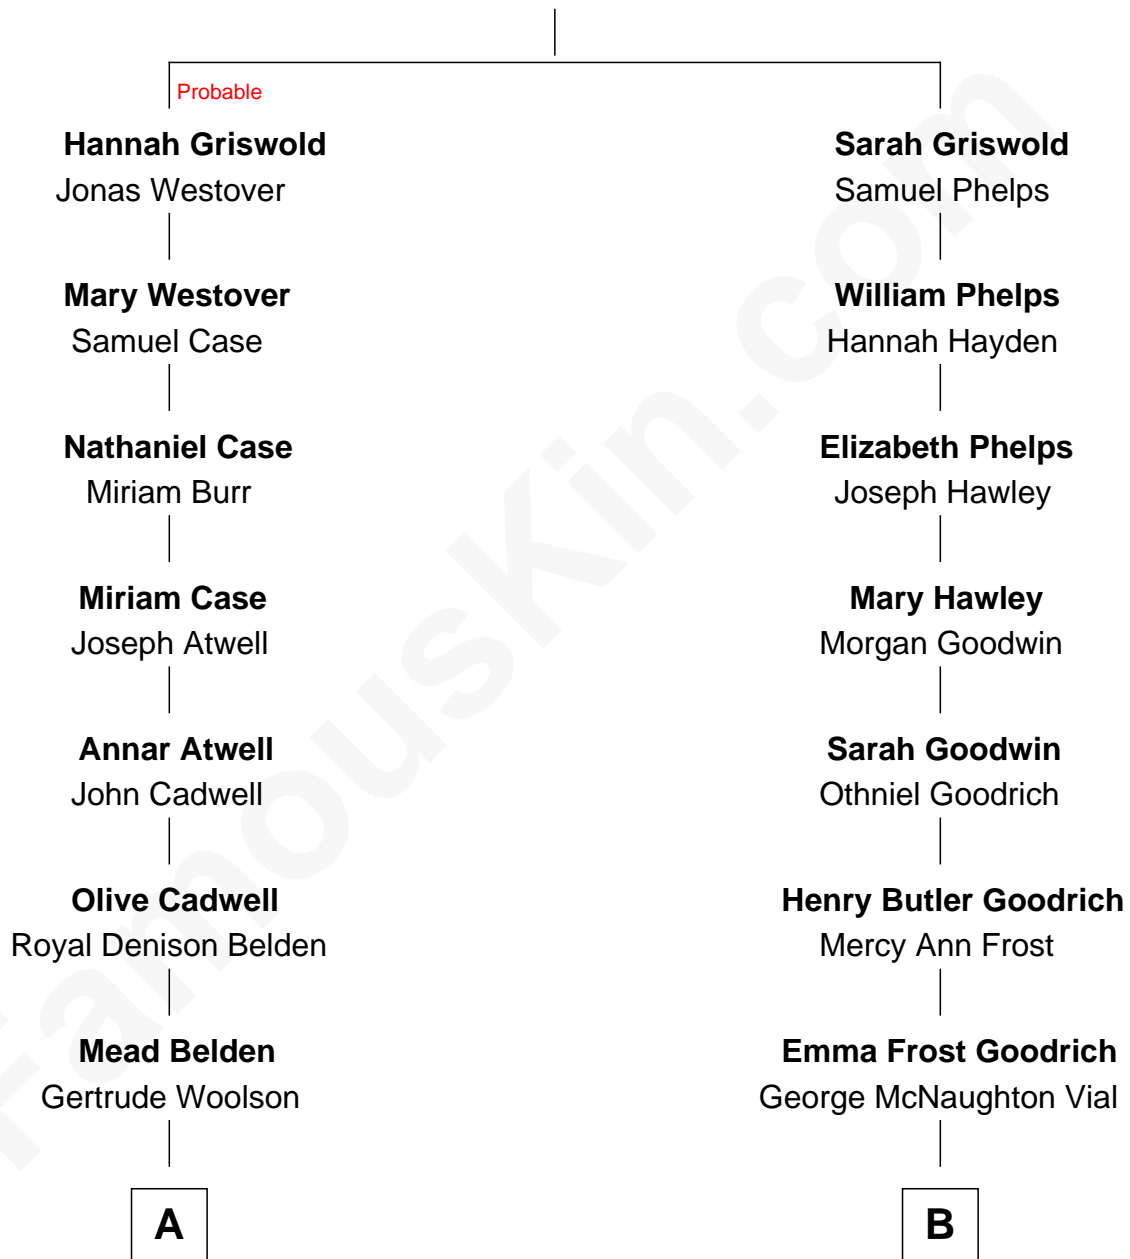 Probable
Hannah Griswold
Jonas Westover
Sarah Griswold
Samuel Phelps
Mary Westover
Samuel Case
William Phelps
Hannah Hayden
Nathaniel Case
Miriam Burr
Elizabeth Phelps
Joseph Hawley
Miriam Case
Joseph Atwell
Mary Hawley
Morgan Goodwin
Annar Atwell
John Cadwell
Sarah Goodwin
Othniel Goodrich
Olive Cadwell
Royal Denison Belden
Henry Butler Goodrich
Mercy Ann Frost
Mead Belden
Gertrude Woolson
Emma Frost Goodrich
George McNaughton Vial
A
B
FamousKin.com